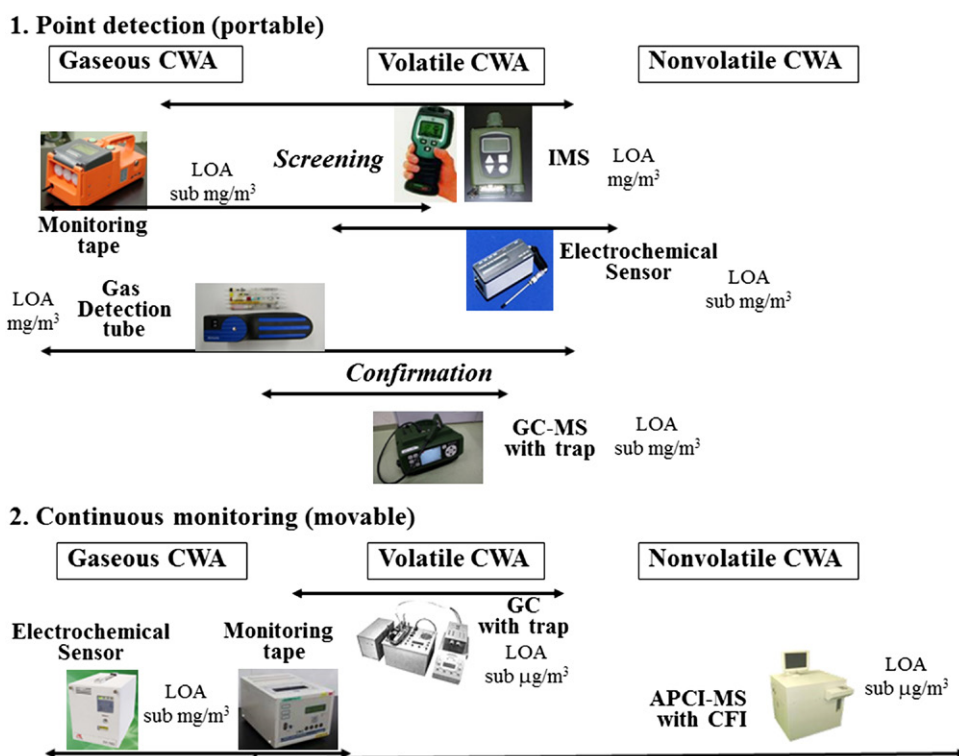 1. Point detection (portable)
Gaseous CWA
Volatile CWA
Nonvolatile CWA
Screening
IMS
LOA
mg/m³
LOA
sub mg/m³
Monitoring
tape
Electrochemical
Sensor
LOA
sub mg/m³
LOA
mg/m³
Gas
Detection
tube
Confirmation
GC-MS
with trap
LOA
sub mg/m³
2. Continuous monitoring (movable)
Gaseous CWA
Volatile CWA
Nonvolatile CWA
GC
with trap
LOA
sub μg/m³
Electrochemical
Sensor
LOA
sub mg/m³
Monitoring
tape
APCI-MS
with CFI
LOA
sub μg/m³